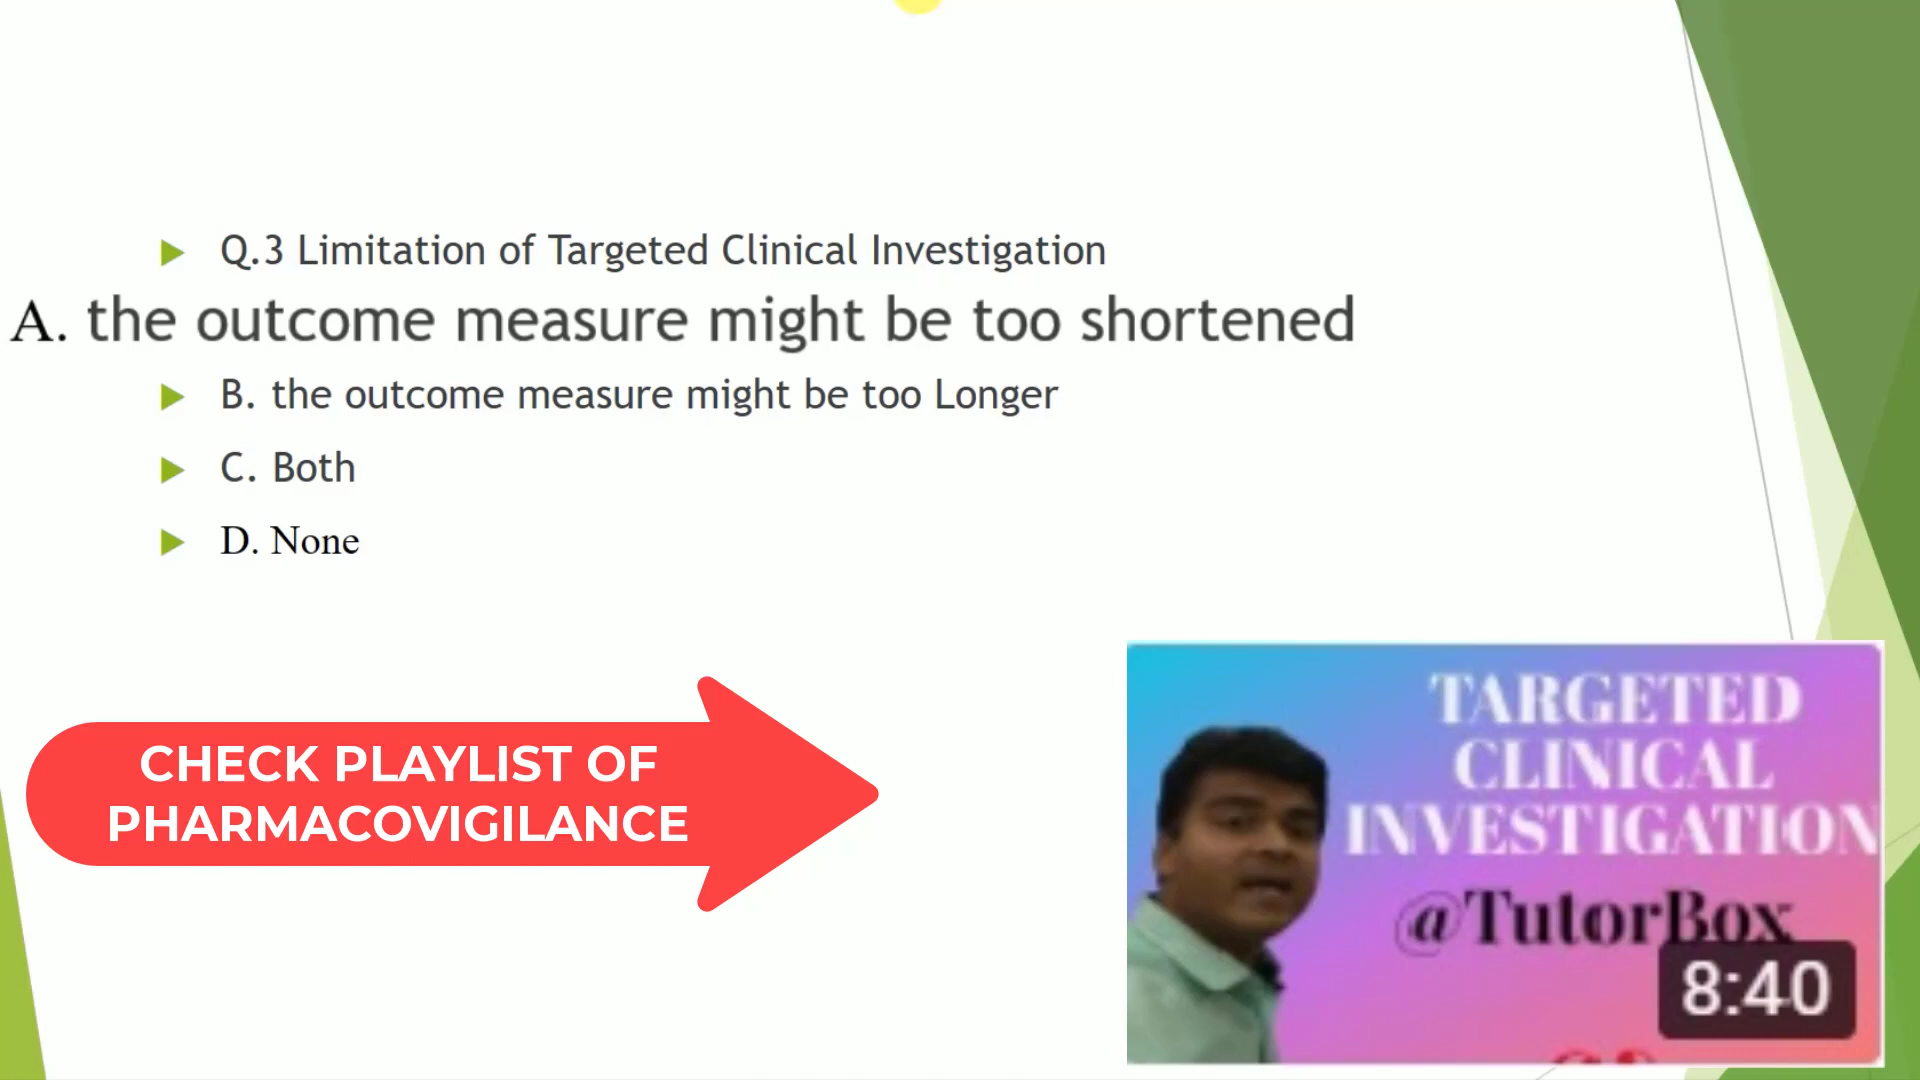 Q.3 Limitation of Targeted Clinical Investigation
A. the outcome measure might be too shortened
B. the outcome measure might be too Longer
C. Both
D. None
CHECK PLAYLIST OF
PHARMACOVIGILANCE
TARGETED
CLINICAL
INVESTIGATION
@TutorBox
8:40